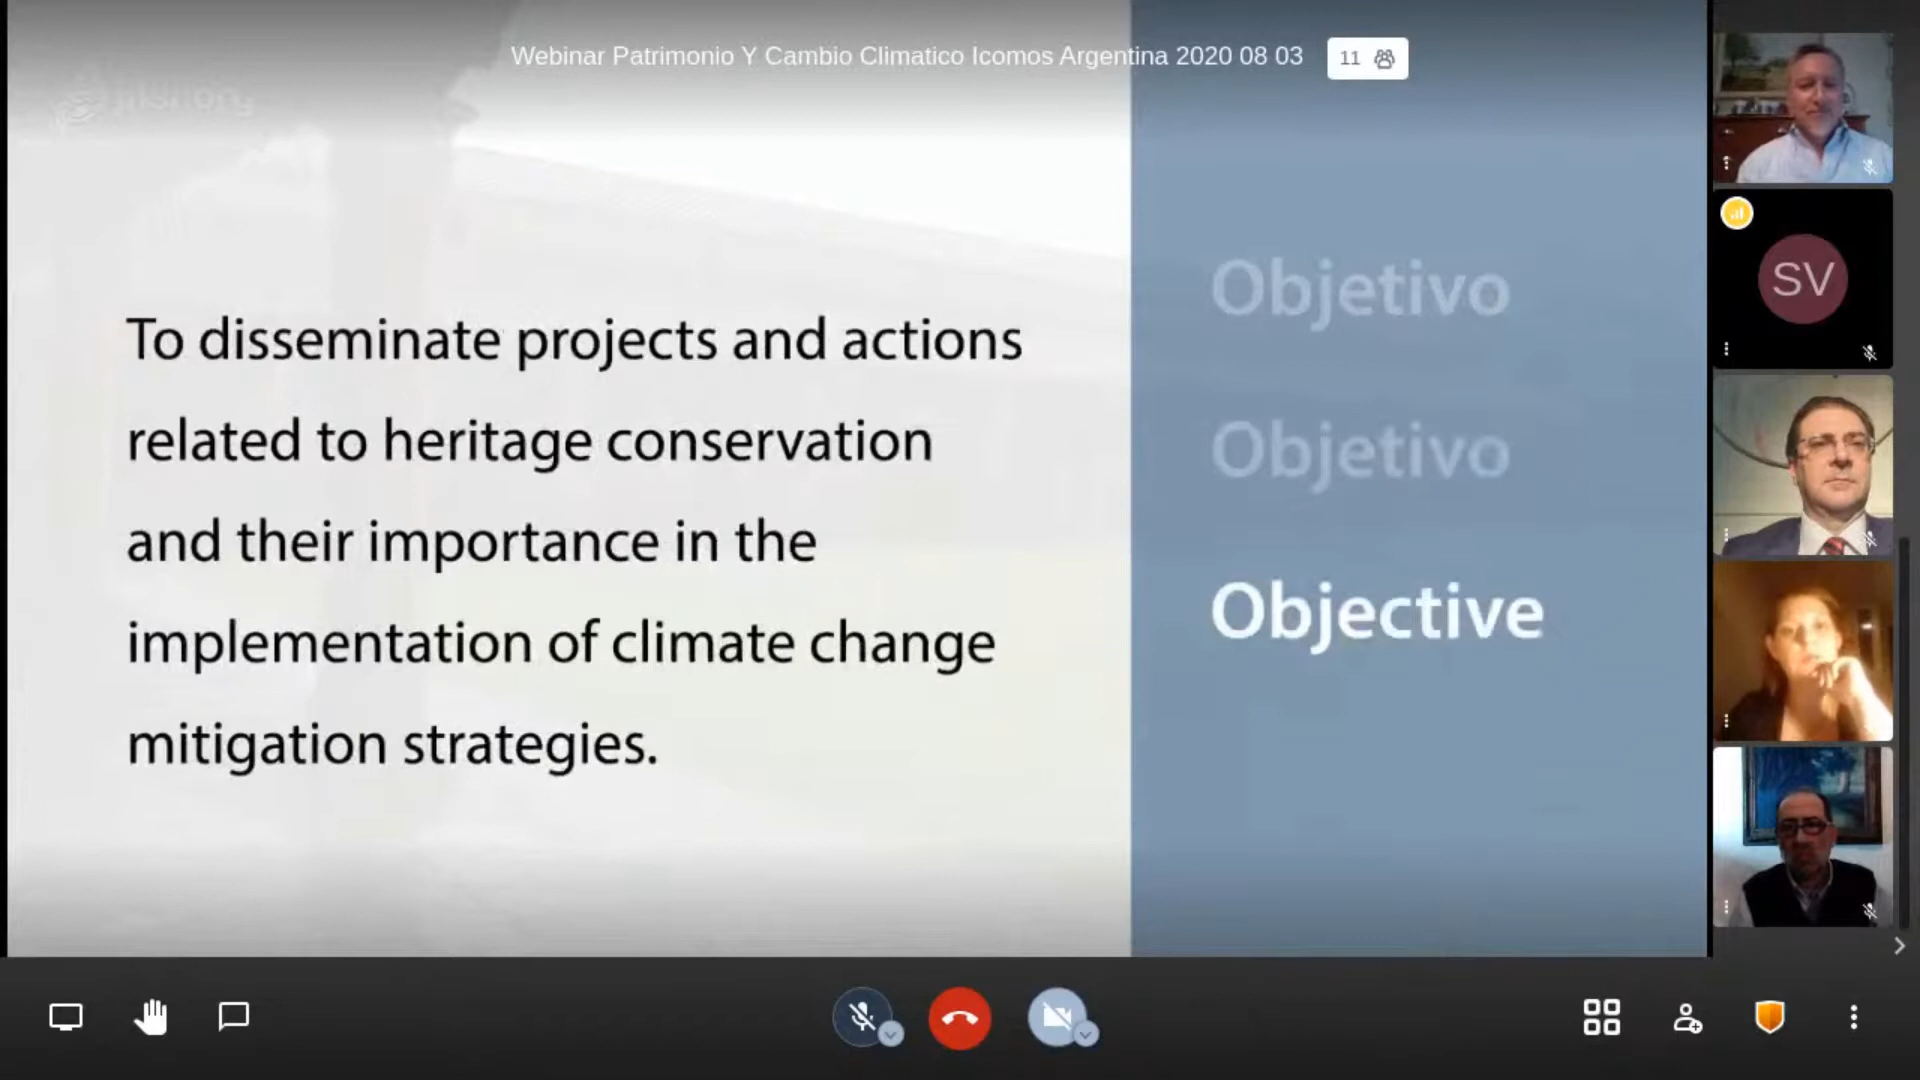 Webinar Patrimonio Y Cambio Climatico Icomos Argentina 2020 08 03
11
To disseminate projects and actions
related to heritage conservation
and their importance in the
implementation of climate change
mitigation strategies.
Objetivo
Objetivo
Objective
SV